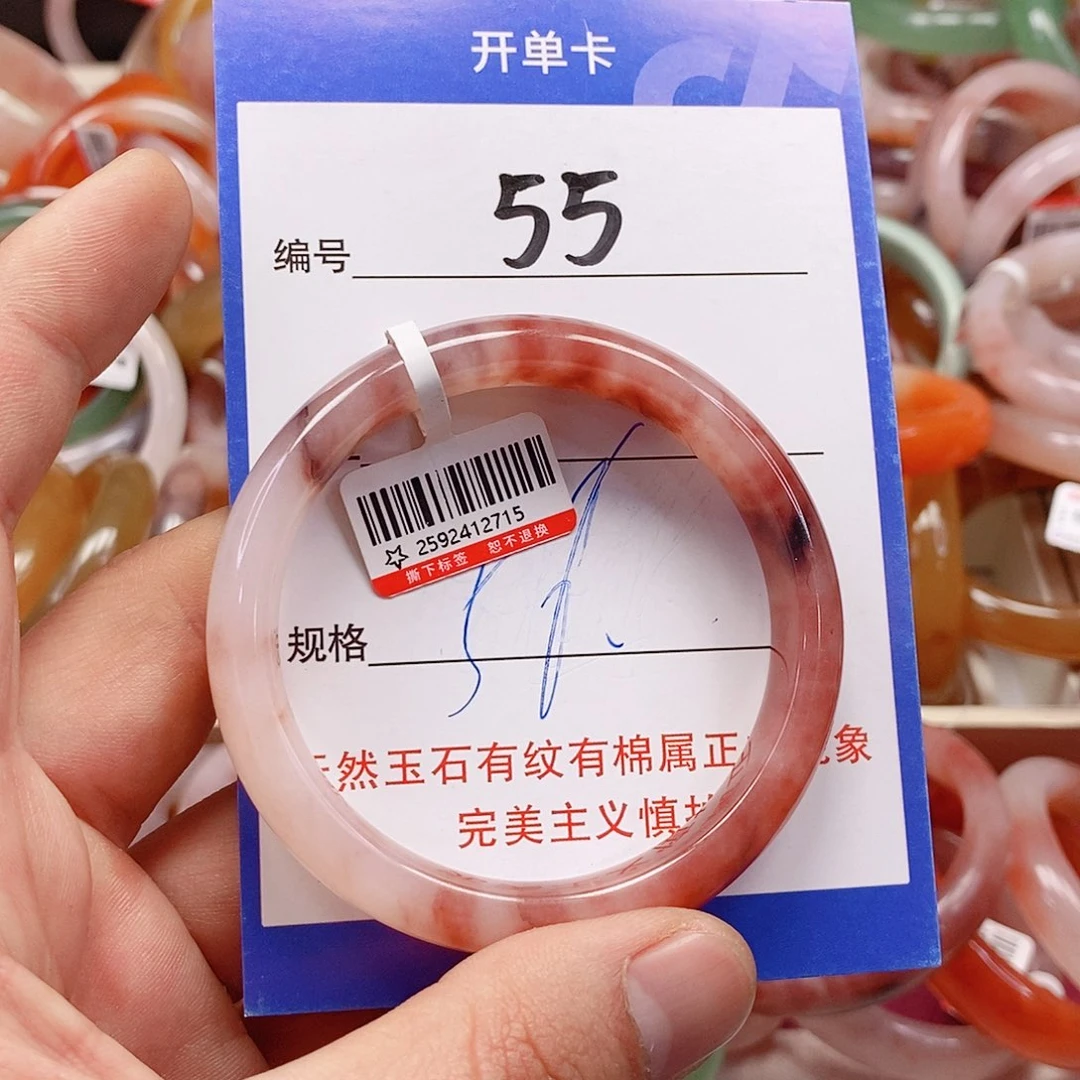 开单卡
编号 55
2592412715
撕下标签 恕不退换
规格
然玉石有纹有棉属正 象
完美主义慎